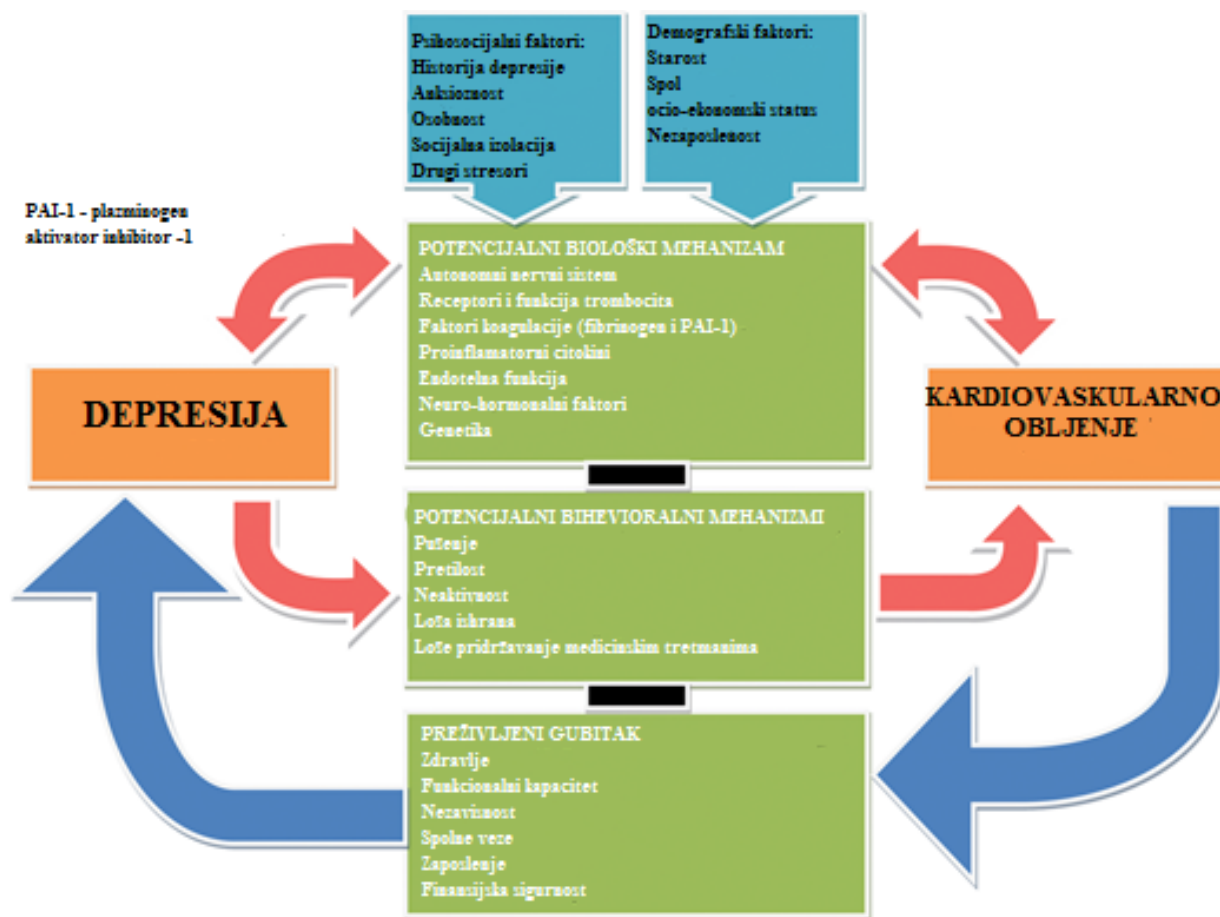 Psihosocijalni faktori:
Historija depresije
Anksioznost
Osobnost
Socijalna izolacija
Drugi stresori
Demografski faktori:
Starost
Spol
ocio-ekonomski status
Nezaposlenost
PAI-1 - plazminogen
aktivator inhibitor -1
POTENCIJALNI BIOLOŠKI MEHANIZAM
Autonomni nervni sistem
Receptori i funkcija trombocita
Faktori koagulacije (fibrinogen i PAI-1)
Proinflamatorni citokini
Endotelna funkcija
Neuro-hormonalni faktori
Genetika
DEPRESIJA
KARDIOVASKULARNO
OBLJENJE
POTENCIJALNI BIHEVIORALNI MEHANIZMI
Pušenje
Pretilost
Neaktivnost
Loša ishrana
Loše pridržavanje medicinskim tretmanima
PREŽIVLJENI GUBITAK
Zdravlje
Funkcionalni kapacitet
Nezavisnost
Spolne veze
Zaposlenje
Finansijska sigurnost